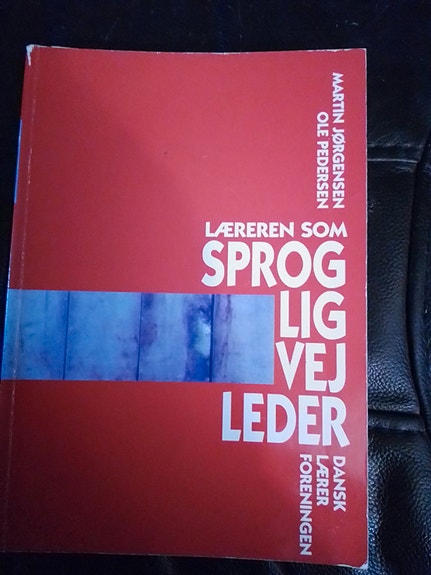 MARTIN JØRGENSEN
OLE PEDERSEN
LÆREREN SOM
SPROG
LIG
VEJ
LEDER
DANSK
LÆRER
FORENINGEN